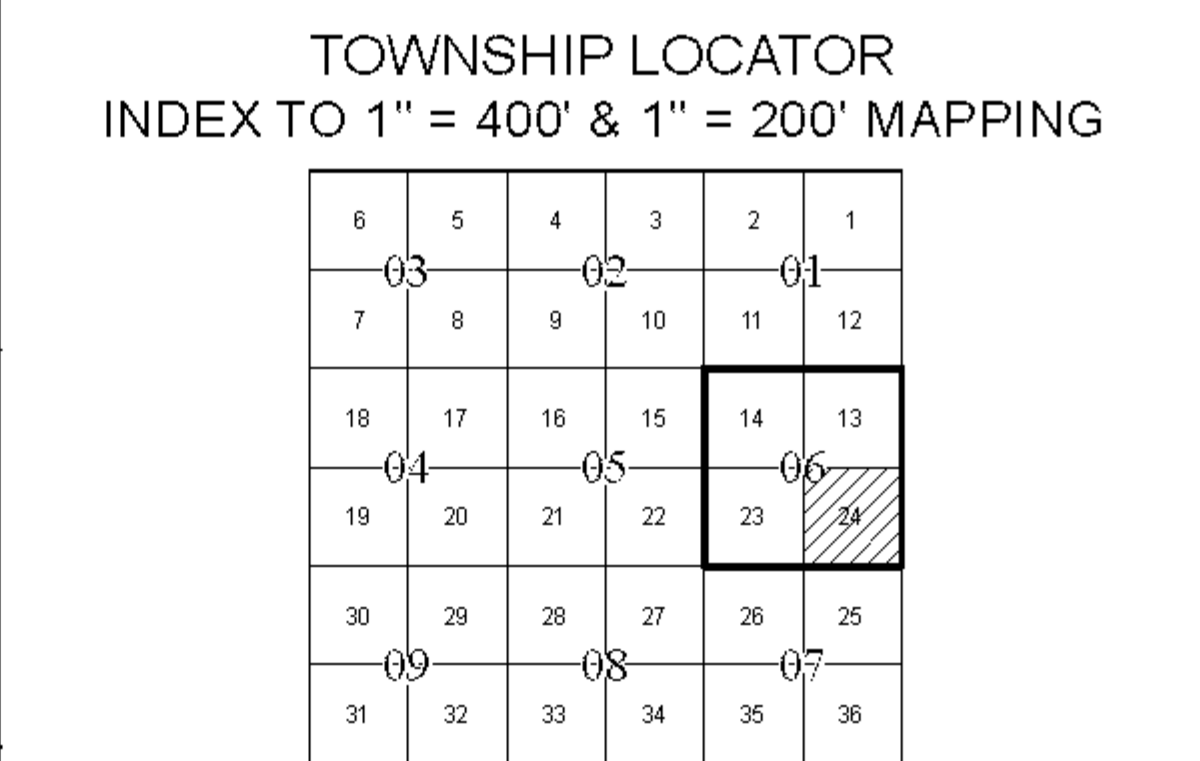 TOWNSHIP LOCATOR
INDEX TO 1" = 400' & 1" = 200' MAPPING
6 5 4 3 2 1
03 02 01
7 8 9 10 11 12
18 17 16 15 14 13
04 05 06
19 20 21 22 23 24
30 29 28 27 26 25
09 08 07
31 32 33 34 35 36